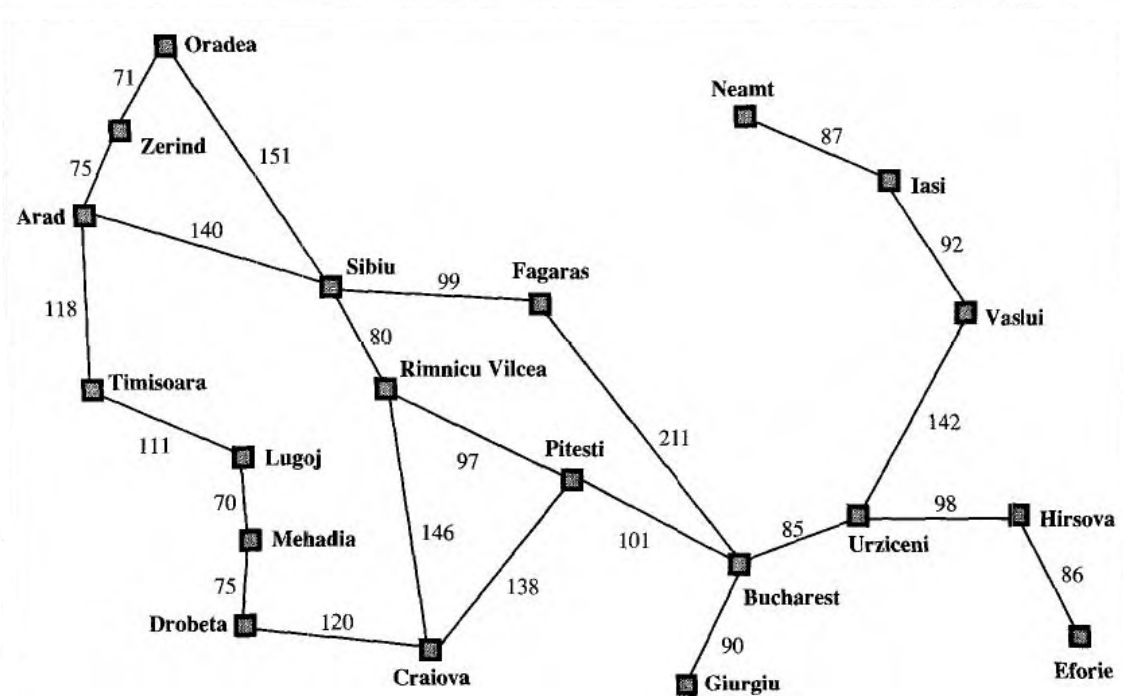 Oradea
71
Neamt
87
Zerind
151
75
Iasi
Arad
140
92
Sibiu
Fagaras
99
118
Vaslui
80
Rimnicu Vilcea
Timisoara
142
111
211
Pitesti
Lugoj
97
70
98
Hirsova
146
Mehadia
85
101
Urziceni
86
75
138
Bucharest
Drobeta
120
90
Eforie
Craiova
Giurgiu